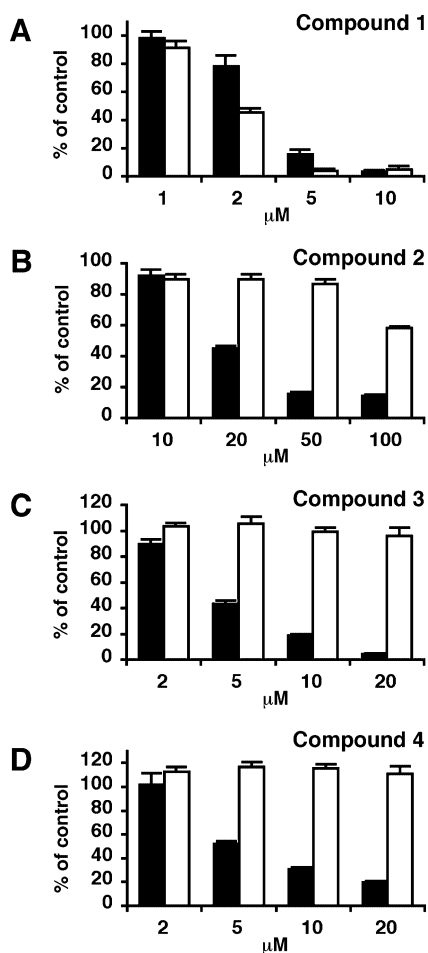 A
Compound 1
% of control
100
80
60
40
20
0
1 2 5 10
µM
B
Compound 2
% of control
100
80
60
40
20
0
10 20 50 100
µM
C
Compound 3
% of control
120
100
80
60
40
20
0
2 5 10 20
µM
D
Compound 4
% of control
120
100
80
60
40
20
0
2 5 10 20
µM